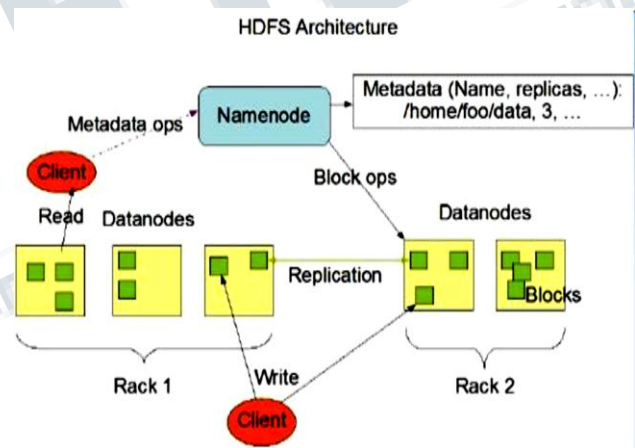 HDFS Architecture
Metadata (Name, replicas, ...):
/home/foo/data, 3, ...
Namenode
Metadata ops
Client
Block ops
Read
Datanodes
Datanodes
Replication
Blocks
Rack 1
Write
Rack 2
Client